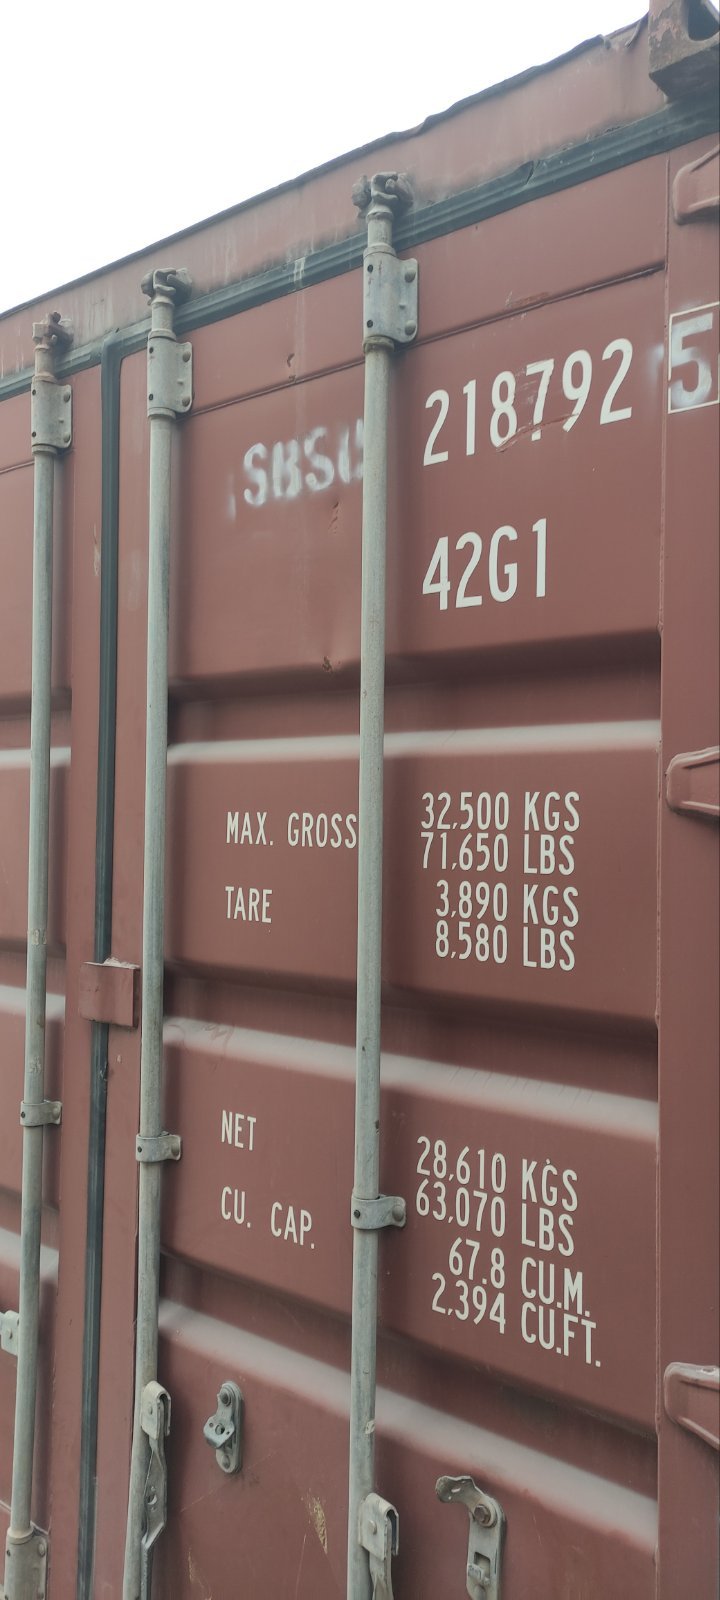 SBSU 218792 5
42G1
MAX. GROSS 32,500 KGS
71,650 LBS
TARE 3,890 KGS
8,580 LBS
NET 28,610 KGS
63,070 LBS
CU. CAP. 67.8 CU.M.
2,394 CU.FT.